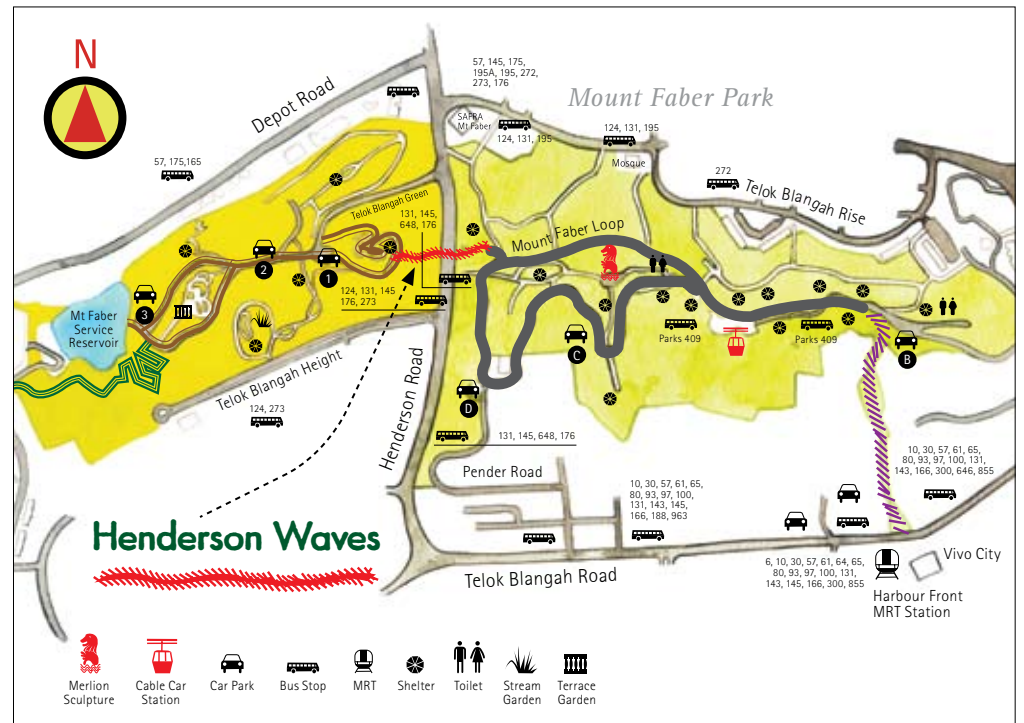 N
Depot Road
57, 145, 175,
195A, 195, 272,
273, 176
Mount Faber Park
SAFRA
Mt Faber
124, 131, 195
124, 131, 195
Mosque
57, 175,165
272
Telok Blangah Rise
Telok Blangah Green
131, 145,
648, 176
Mount Faber Loop
2
1
3
124, 131, 145
176, 273
Mt Faber
Service
Reservoir
C
Parks 409
Parks 409
B
Telok Blangah Height
Henderson Road
D
124, 273
131, 145, 648, 176
Pender Road
10, 30, 57, 61, 65,
80, 93, 97, 100,
131, 143, 145,
166, 188, 963
10, 30, 57, 61, 65,
80, 93, 97, 100, 131,
143, 166, 300, 646, 855
Henderson Waves
Telok Blangah Road
6, 10, 30, 57, 61, 64, 65,
80, 93, 97, 100, 131,
143, 145, 166, 300, 855
Vivo City
Harbour Front
MRT Station
Merlion
Sculpture
Cable Car
Station
Car Park
Bus Stop
MRT
Shelter
Toilet
Stream
Garden
Terrace
Garden